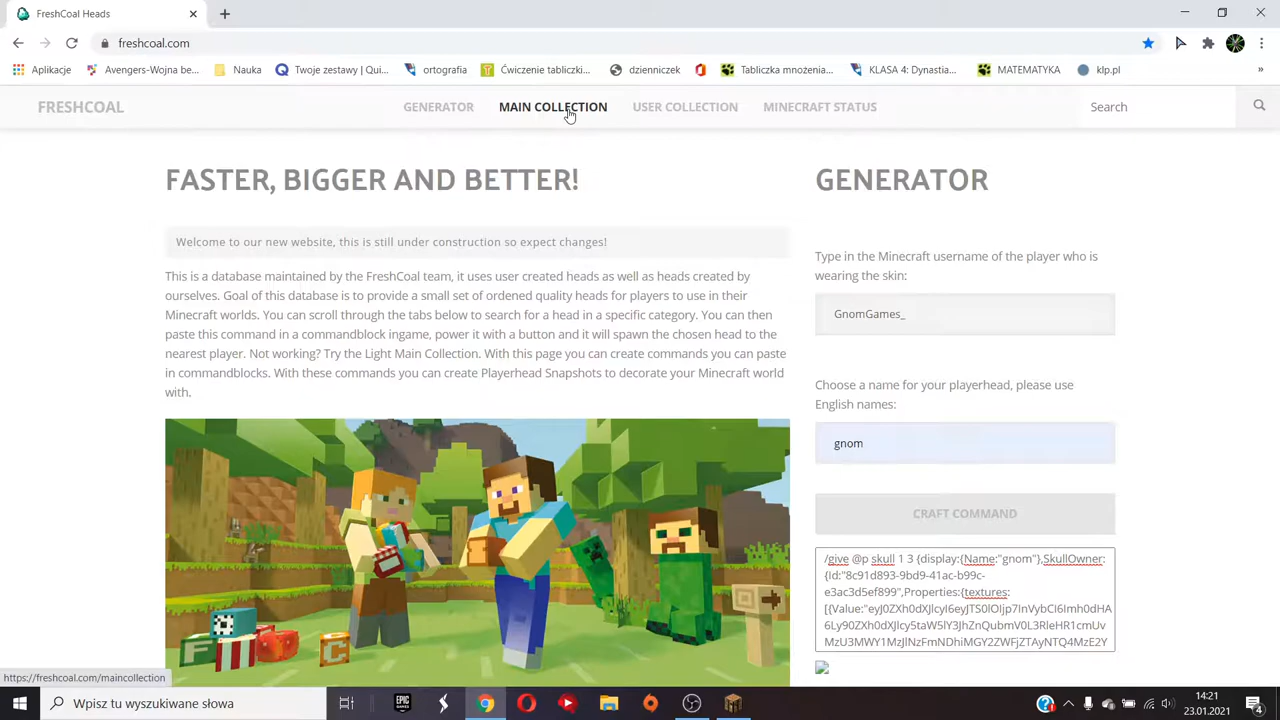 FreshCoal Heads
freshcoal.com
Aplikacje
Avengers-Wojna be...
Nauka
Twoje zestawy | Qui...
ortografia
Ćwiczenie tabliczki...
dzienniczek
Tabliczka mnożenia...
KLASA 4: Dynastia...
MATEMATYKA
klp.pl
»
FRESHCOAL
GENERATOR
MAIN COLLECTION
USER COLLECTION
MINECRAFT STATUS
Search
FASTER, BIGGER AND BETTER!
Welcome to our new website, this is still under construction so expect changes!
This is a database maintained by the FreshCoal team, it uses user created heads as well as heads created by
ourselves. Goal of this database is to provide a small set of ordered quality heads for players to use in their
Minecraft worlds. You can scroll through the tabs below to search for a head in a specific category. You can then
paste this command in a commandblock ingame, power it with a button and it will spawn the chosen head to the
nearest player. Not working? Try the Light Main Collection. With this page you can create commands you can paste
in commandblocks. With these commands you can create Playerhead Snapshots to decorate your Minecraft world
with.
F C
GENERATOR
Type in the Minecraft username of the player who is
wearing the skin:
GnomGames_
Choose a name for your playerhead, please use
English names:
gnom
CRAFT COMMAND
/give @p skull 1 3 {display:{Name:"gnom"},SkullOwner:
{Id:"8c91d893-9bd9-41ac-b99c-
e3ac3d5ef899",Properties:{textures:
https://freshcoal.com/maincollection
Wpisz tu wyszukiwane słowa
EPIC
GAMES
14:21
23.01.2021
4